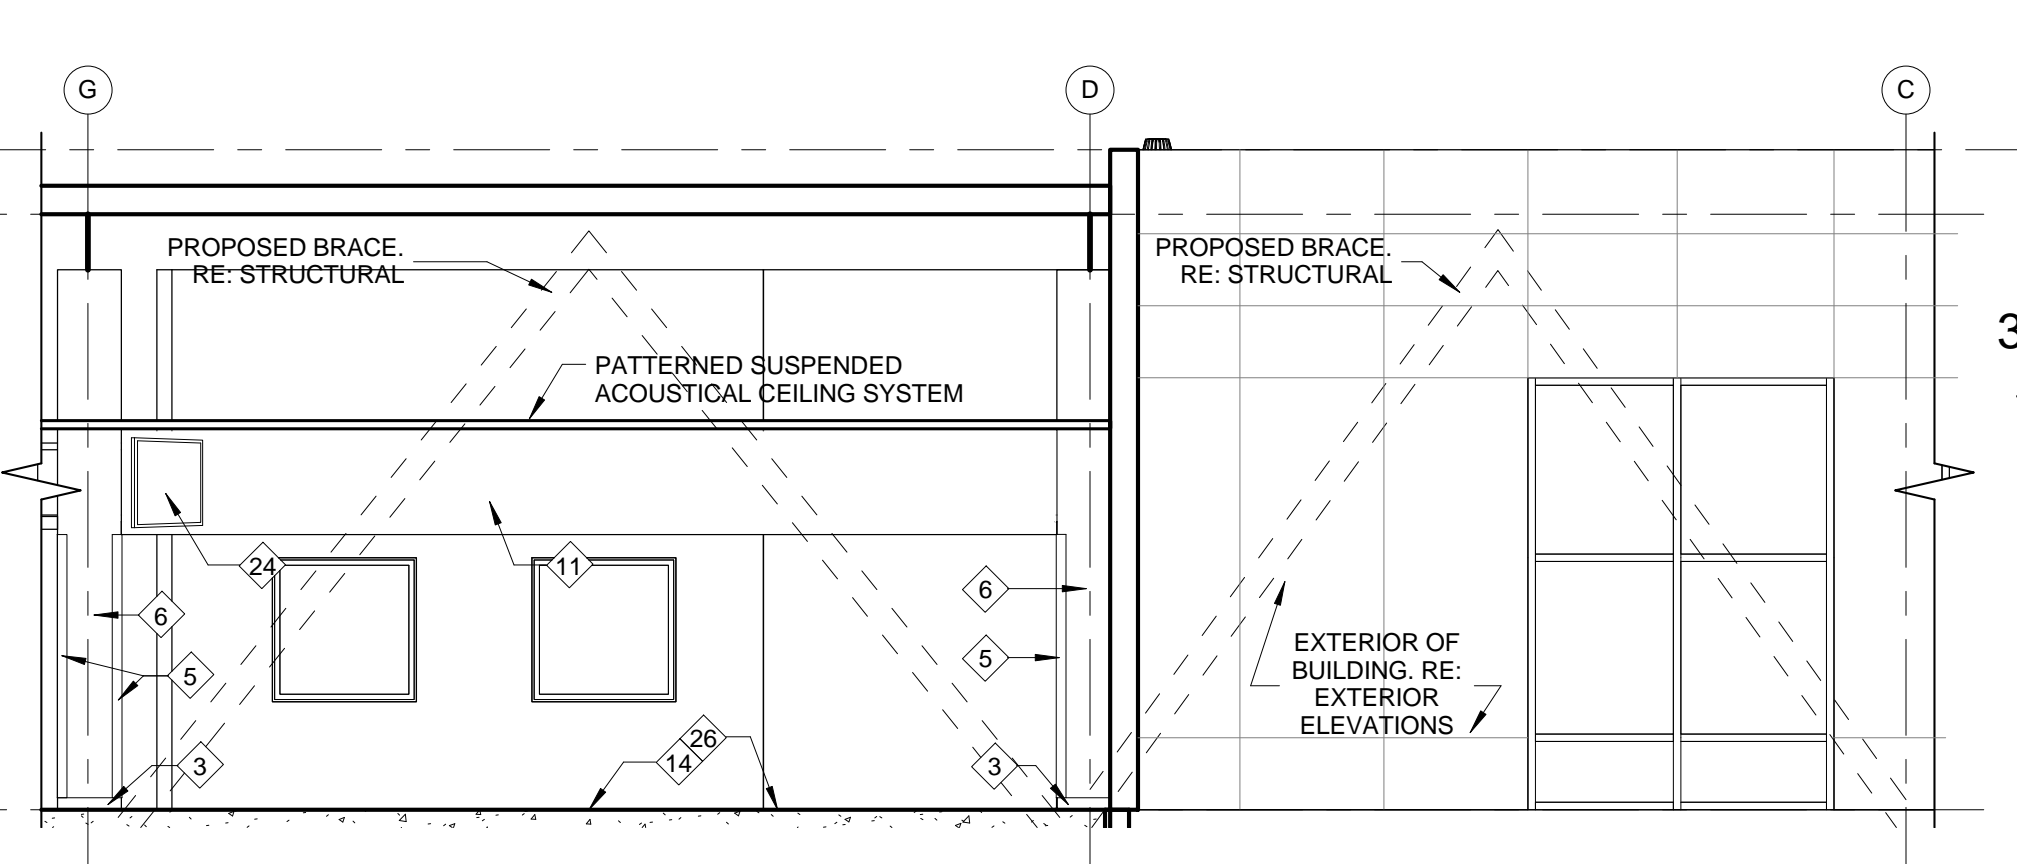 G
D
C
PROPOSED BRACE.
RE: STRUCTURAL
PROPOSED BRACE.
RE: STRUCTURAL
3
PATTERNED SUSPENDED
ACOUSTICAL CEILING SYSTEM
24
11
6
6
5
5
EXTERIOR OF
BUILDING. RE:
EXTERIOR
ELEVATIONS
26
14
3
3